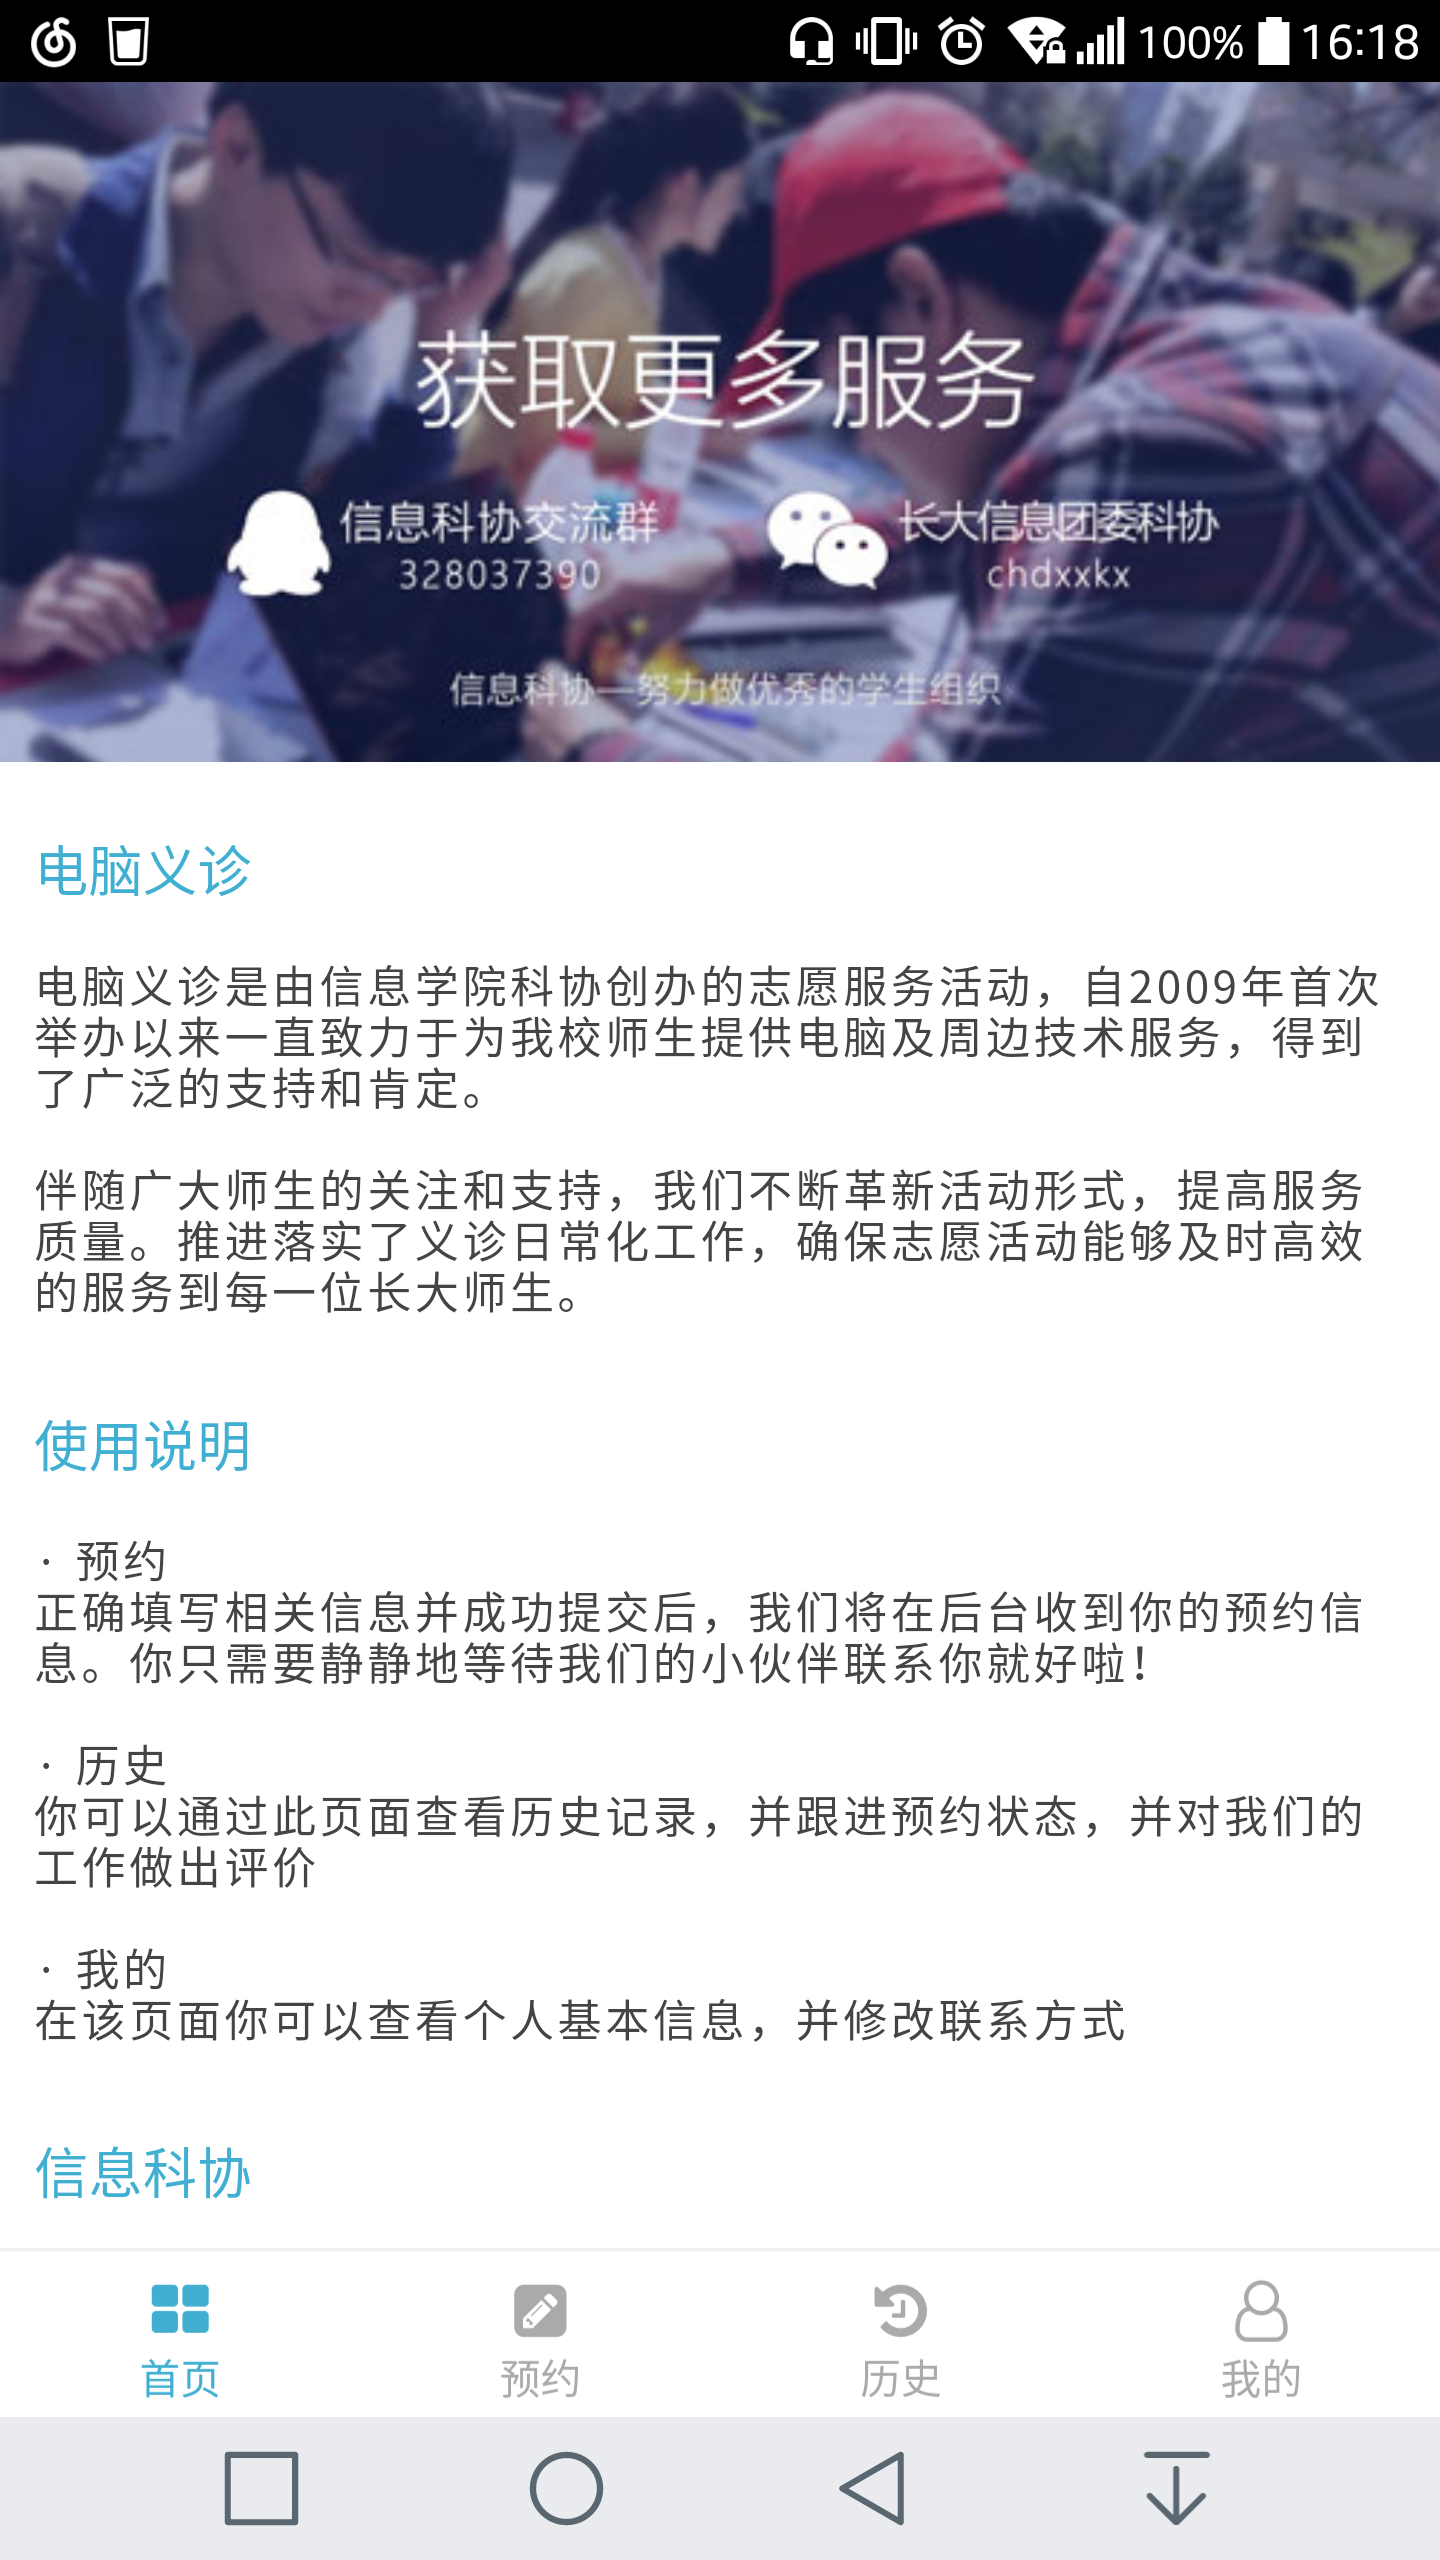 100% 16:18
获取更多服务
信息科协交流群
328037390
长大信息团委科协
chdxxkx
信息科协—努力做优秀的学生组织
电脑义诊
电脑义诊是由信息学院科协创办的志愿服务活动，自2009年首次
举办以来一直致力于为我校师生提供电脑及周边技术服务，得到
了广泛的支持和肯定。
伴随广大师生的关注和支持，我们不断革新活动形式，提高服务
质量。推进落实了义诊日常化工作，确保志愿活动能够及时高效
的服务到每一位长大师生。
使用说明
· 预约
正确填写相关信息并成功提交后，我们将在后台收到你的预约信
息。你只需要静静地等待我们的小伙伴联系你就好啦！
· 历史
你可以通过此页面查看历史记录，并跟进预约状态，并对我们的
工作做出评价
· 我的
在该页面你可以查看个人基本信息，并修改联系方式
信息科协
首页 预约 历史 我的